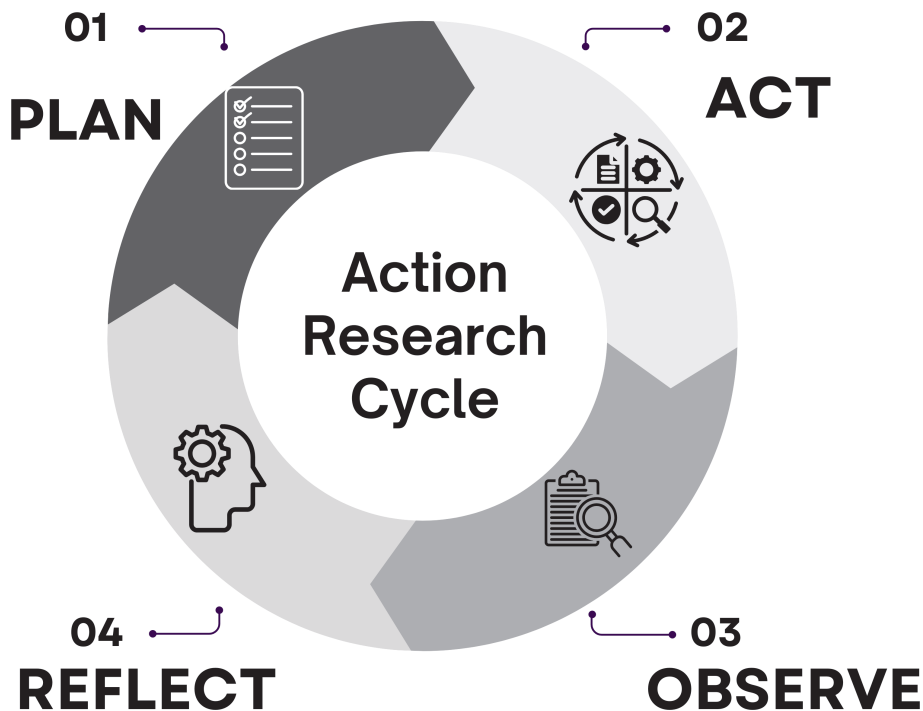 01
PLAN
02
ACT
Action
Research
Cycle
03
OBSERVE
04
REFLECT